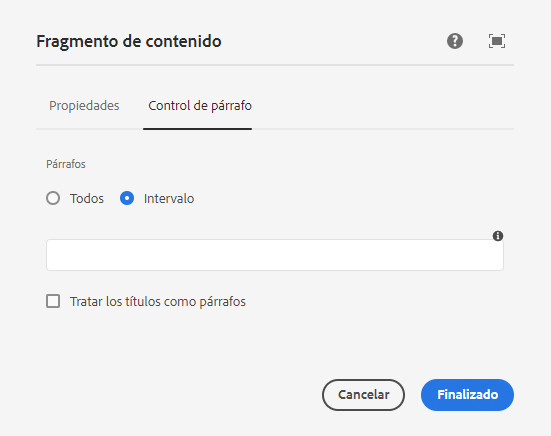 Fragmento de contenido
Propiedades Control de párrafo
Párrafos
Todos Intervalo
Tratar los títulos como párrafos
Cancelar Finalizado